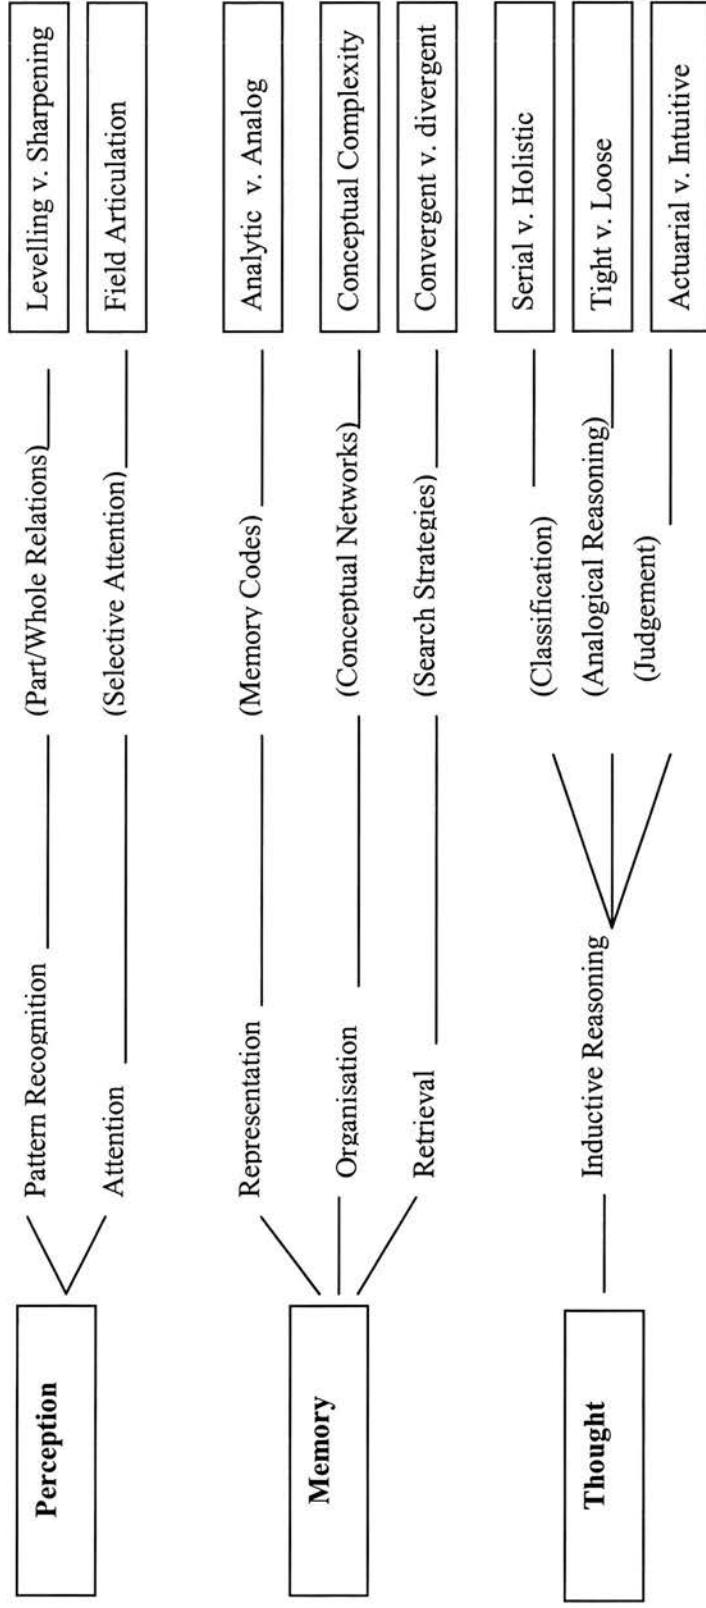 Perception
Pattern Recognition
(Part/Whole Relations)
Levelling v. Sharpening
Attention
(Selective Attention)
Field Articulation
Memory
Representation
(Memory Codes)
Analytic v. Analog
Organisation
(Conceptual Networks)
Conceptual Complexity
Retrieval
(Search Strategies)
Convergent v. divergent
Thought
Inductive Reasoning
(Classification)
Serial v. Holistic
(Analogical Reasoning)
Tight v. Loose
(Judgement)
Actuarial v. Intuitive